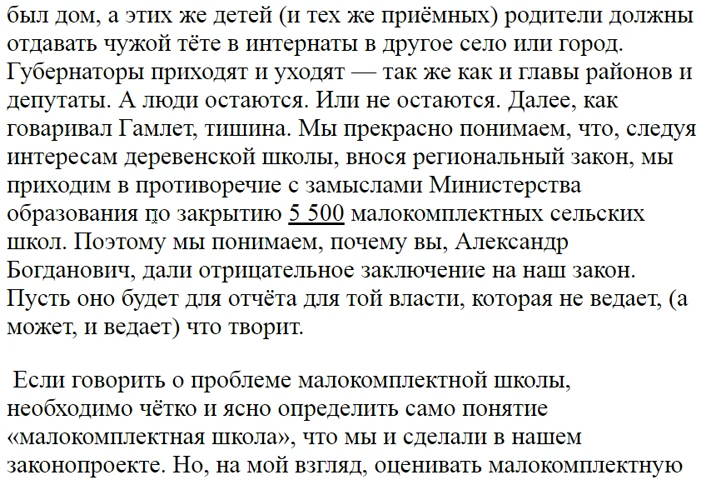 был дом, а этих же детей (и тех же приёмных) родители должны
отдавать чужой тёте в интернаты в другое село или город.
Губернаторы приходят и уходят — так же как и главы районов и
депутаты. А люди остаются. Или не остаются. Далее, как
говаривал Гамлет, тишина. Мы прекрасно понимаем, что, следуя
интересам деревенской школы, внося региональный закон, мы
приходим в противоречие с замыслами Министерства
образования по закрытию 5 500 малокомплектных сельских
школ. Поэтому мы понимаем, почему вы, Александр
Богданович, дали отрицательное заключение на наш закон.
Пусть оно будет для отчёта для той власти, которая не ведает, (а
может, и ведает) что творит.
Если говорить о проблеме малокомплектной школы,
необходимо чётко и ясно определить само понятие
«малокомплектная школа», что мы и сделали в нашем
законопроекте. Но, на мой взгляд, оценивать малокомплектную